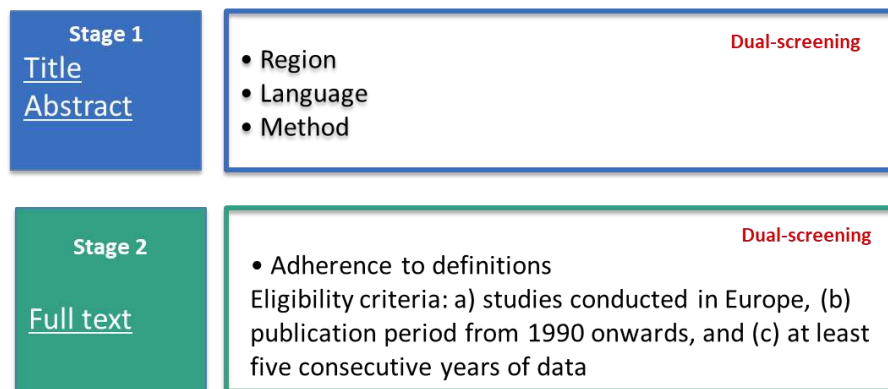 Stage 1
Title
Abstract
Dual-screening
• Region
• Language
• Method
Stage 2
Full text
Dual-screening
• Adherence to definitions
Eligibility criteria: a) studies conducted in Europe, (b)
publication period from 1990 onwards, and (c) at least
five consecutive years of data